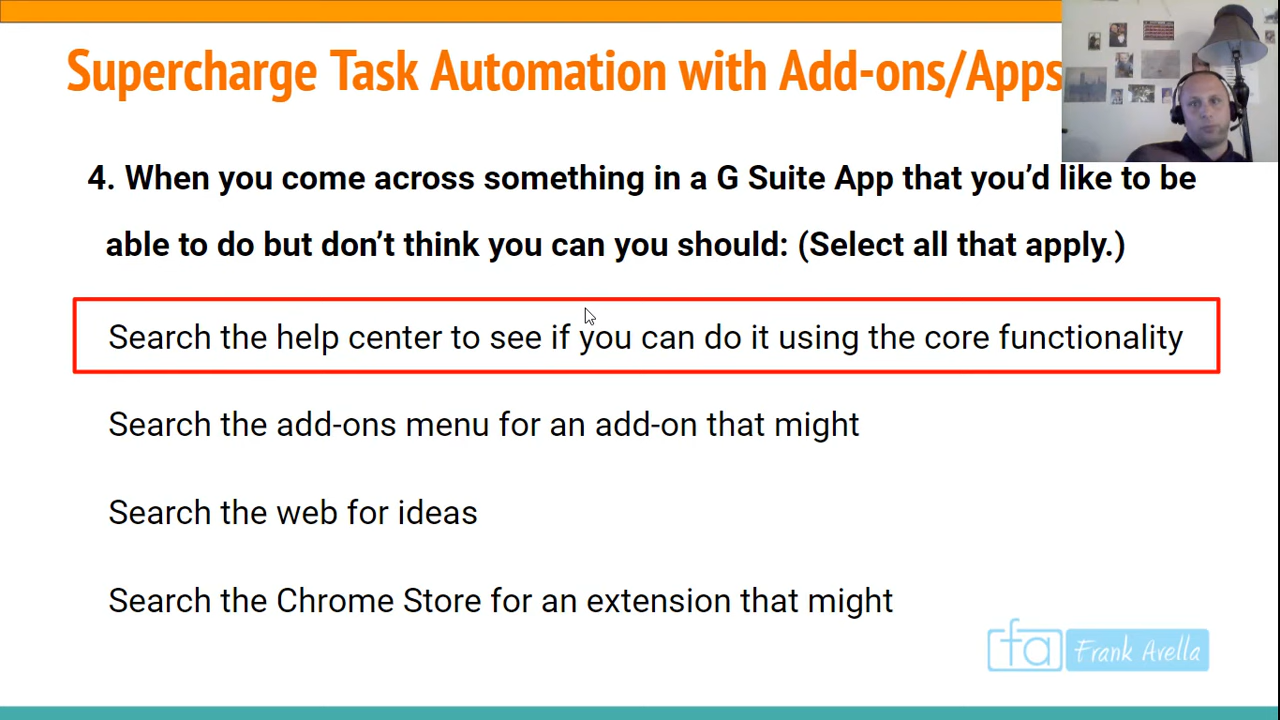 Supercharge Task Automation with Add-ons/Apps
4. When you come across something in a G Suite App that you’d like to be
able to do but don’t think you can you should: (Select all that apply.)
Search the help center to see if you can do it using the core functionality
Search the add-ons menu for an add-on that might
Search the web for ideas
Search the Chrome Store for an extension that might
fa Frank Avella